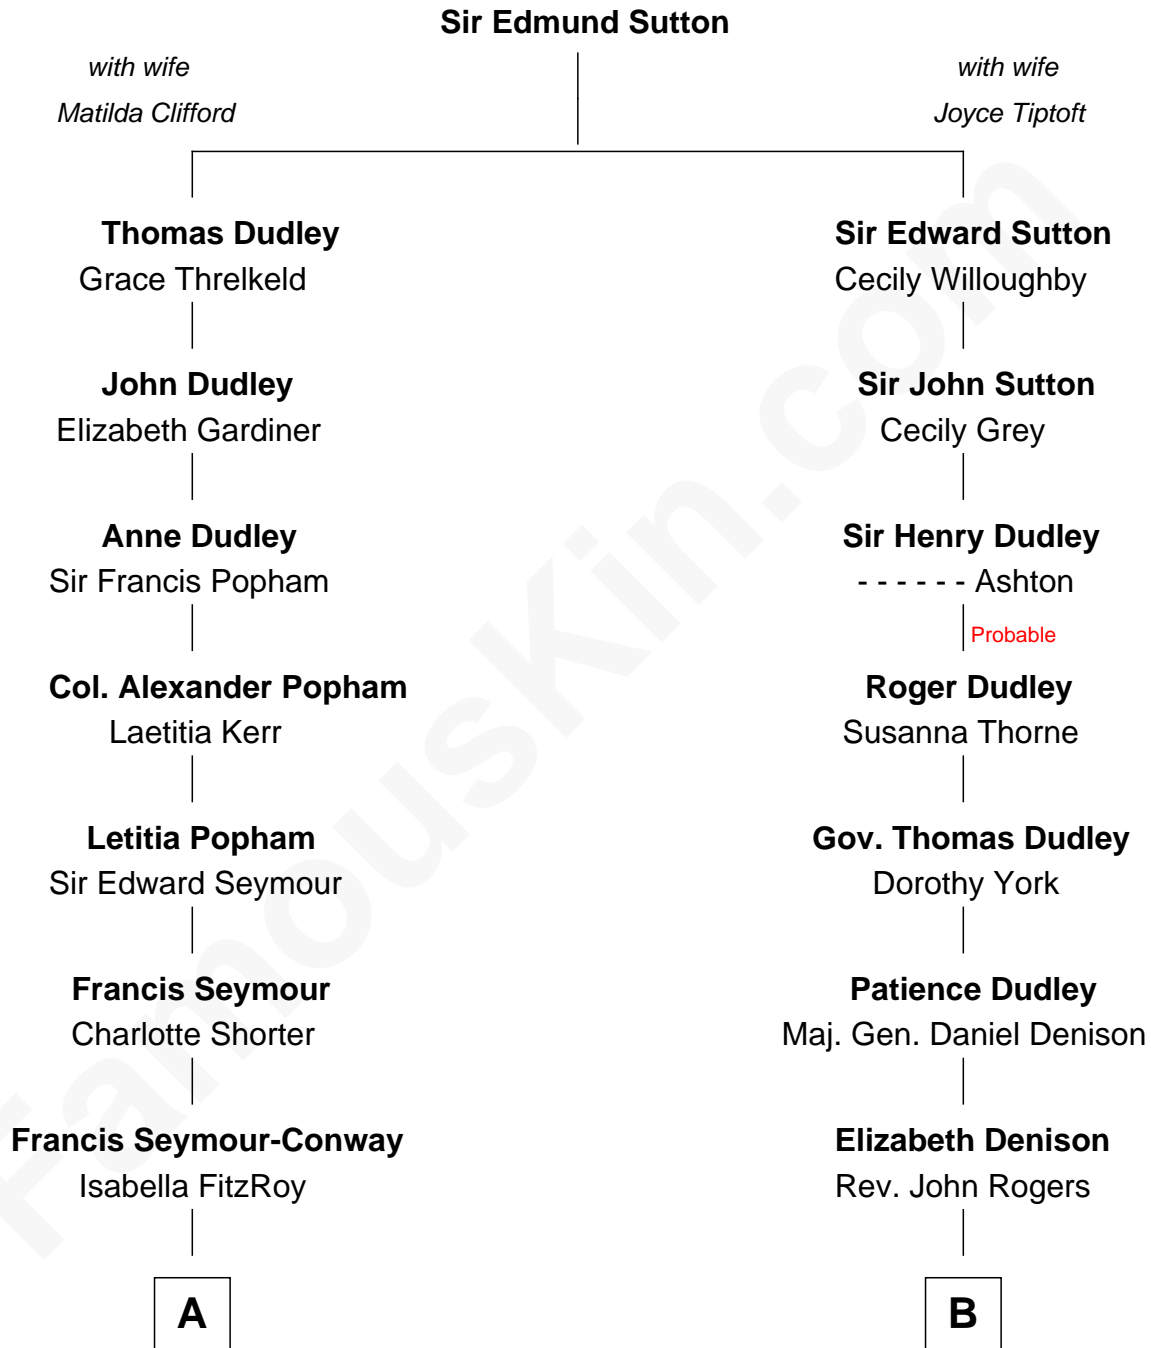 Sir Edmund Sutton
with wife
Matilda Clifford
with wife
Joyce Tiptoft
Thomas Dudley
Grace Threlkeld
John Dudley
Elizabeth Gardiner
Anne Dudley
Sir Francis Popham
Col. Alexander Popham
Laetitia Kerr
Letitia Popham
Sir Edward Seymour
Francis Seymour
Charlotte Shorter
Francis Seymour-Conway
Isabella FitzRoy
A
Sir Edward Sutton
Cecily Willoughby
Sir John Sutton
Cecily Grey
Sir Henry Dudley
- - - - - - Ashton
Probable
Roger Dudley
Susanna Thorne
Gov. Thomas Dudley
Dorothy York
Patience Dudley
Maj. Gen. Daniel Denison
Elizabeth Denison
Rev. John Rogers
B
FamousKin.com